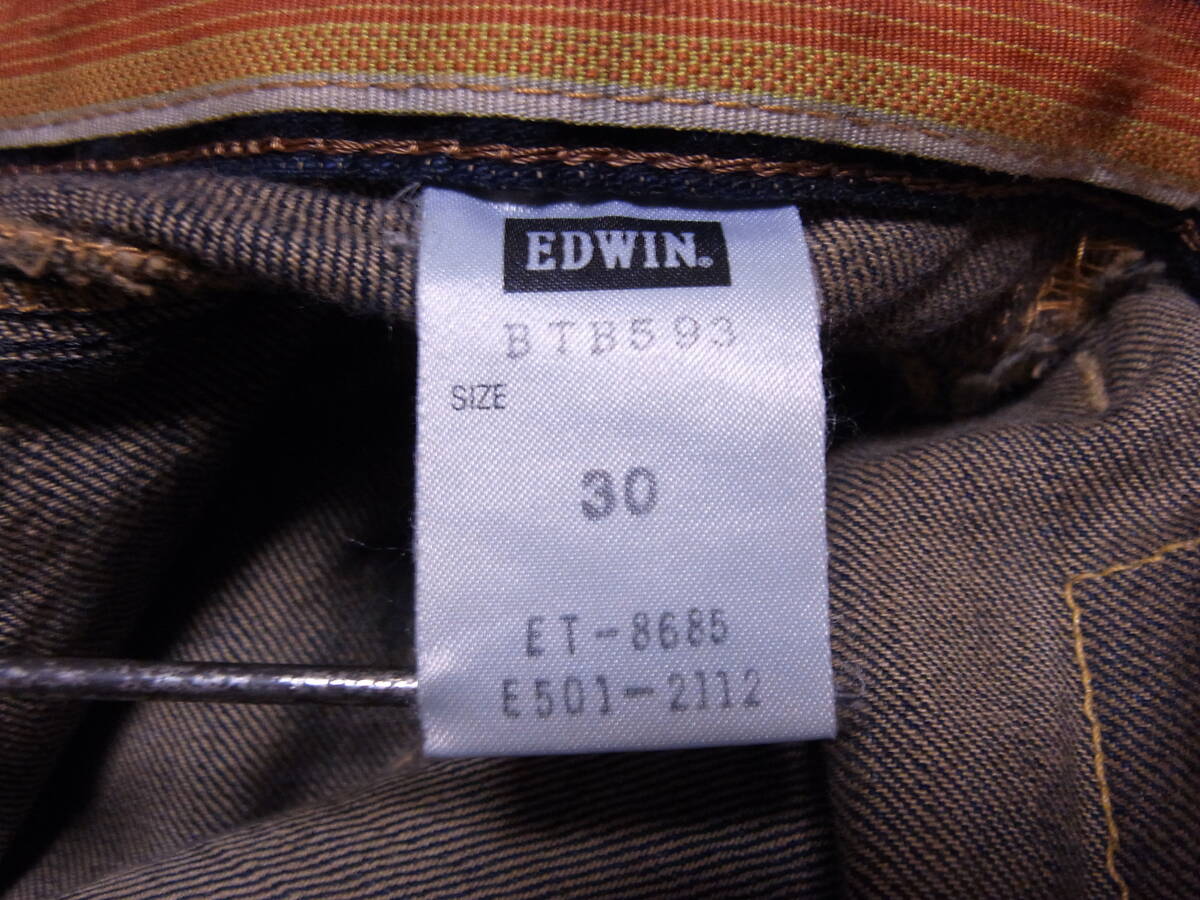 EDWIN.
BTB593
SIZE
30
ET-8685
E501-2112